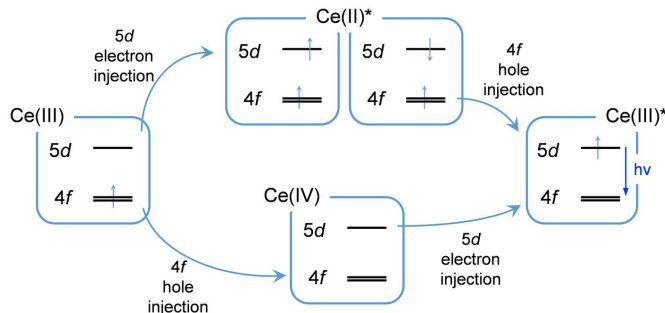 Ce(II)*
5d
electron
injection
5d
4f
5d
4f
4f
hole
injection
Ce(III)
5d
4f
Ce(III)*
5d
4f
hν
Ce(IV)
5d
4f
4f
hole
injection
5d
electron
injection